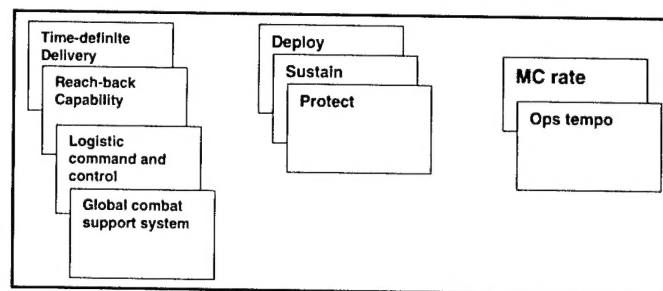 Time-definite
Delivery
Reach-back
Capability
Logistic
command and
control
Global combat
support system
Deploy
Sustain
Protect
MC rate
Ops tempo